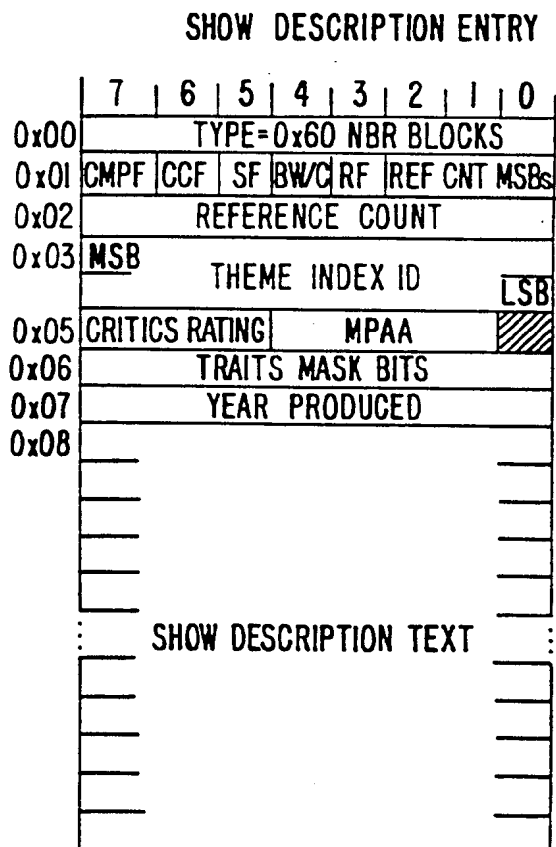 SHOW DESCRIPTION ENTRY
7 6 5 4 3 2 1 0
0x00 TYPE=0x60 NBR BLOCKS
0x01 CMPF CCF SF BW/C RF REF CNT MSBs
0x02 REFERENCE COUNT
0x03 MSB THEME INDEX ID LSB
0x05 CRITICS RATING MPAA
0x06 TRAITS MASK BITS
0x07 YEAR PRODUCED
0x08
SHOW DESCRIPTION TEXT